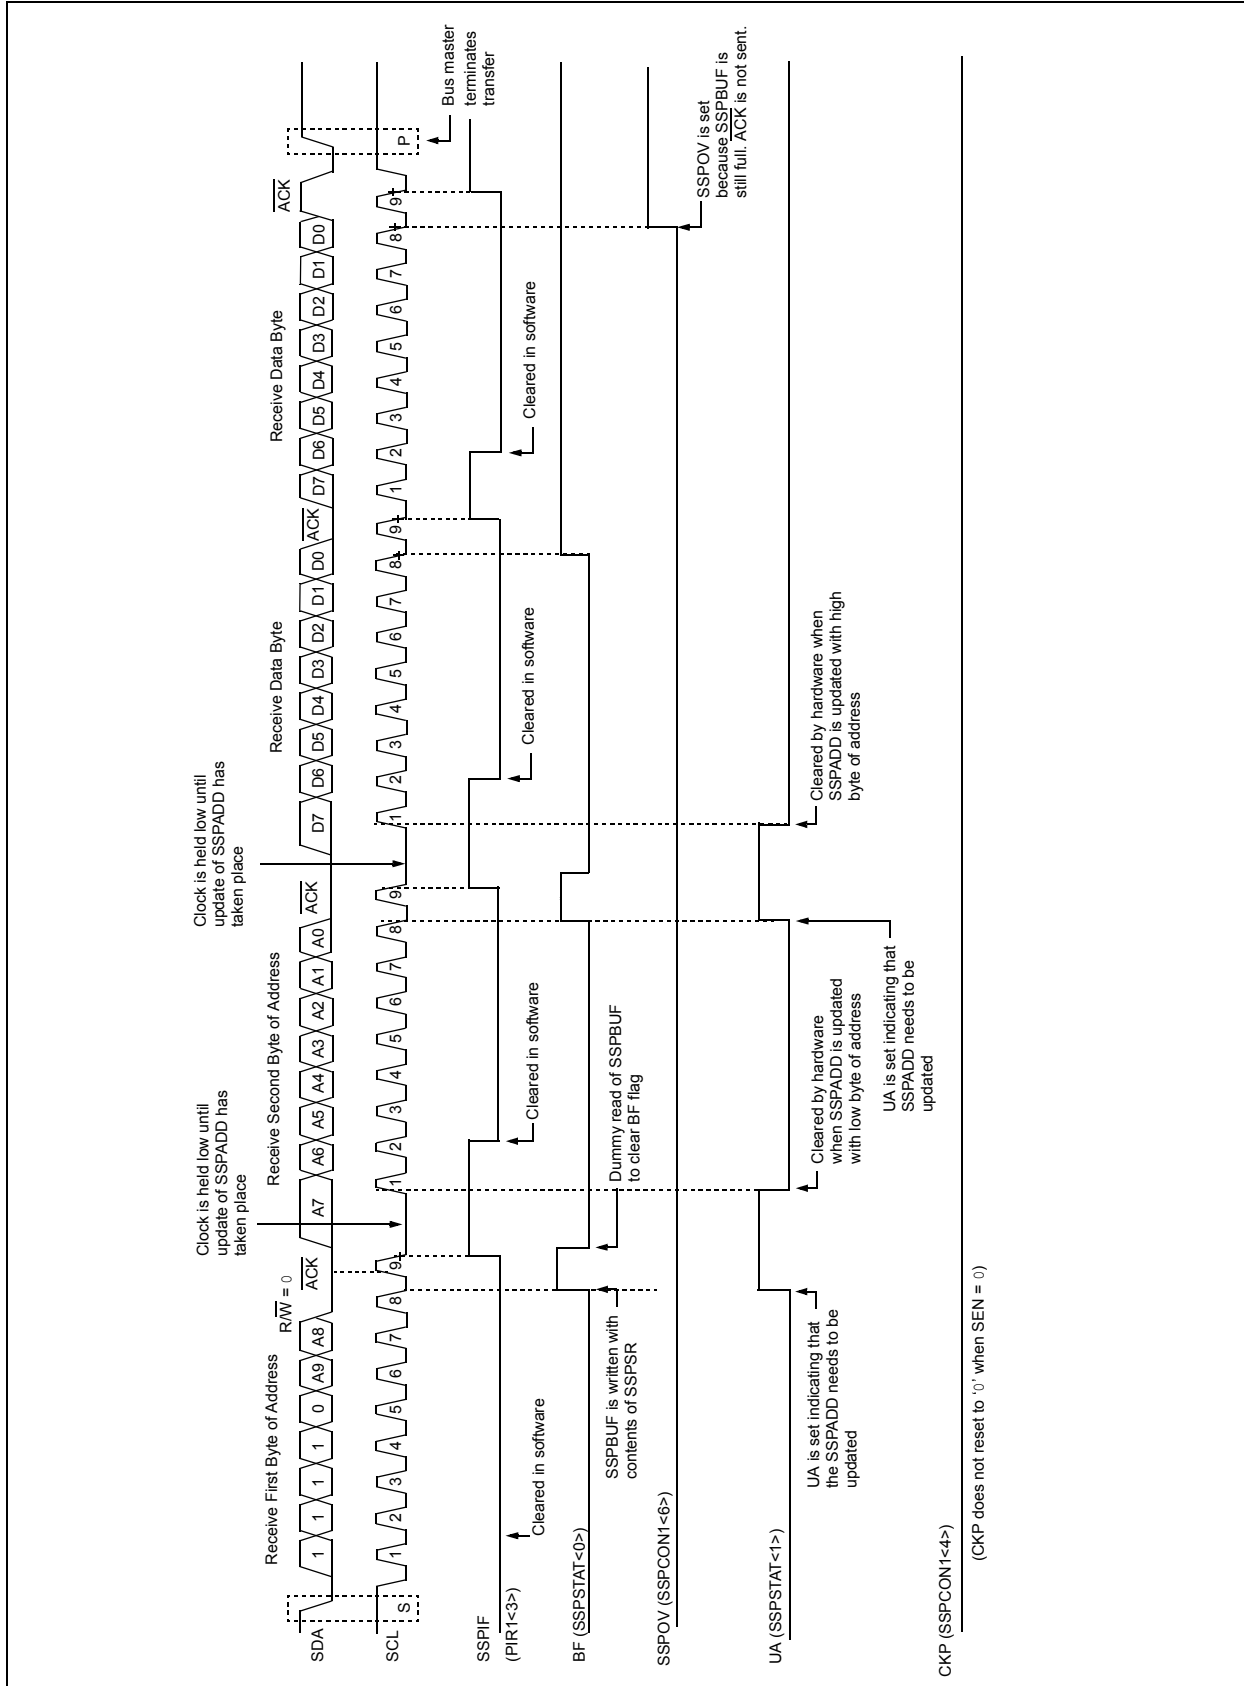 Clock is held low until
update of SSPADD has
taken place
Clock is held low until
update of SSPADD has
taken place
Receive First Byte of Address
R/W = 0
Receive Second Byte of Address
Receive Data Byte
Receive Data Byte
ACK
ACK
ACK
ACK
SDA
1 1 1 1 0 A9 A8
A7 A6 A5 A4 A3 A2 A1 A0
D7 D6 D5 D4 D3 D2 D1 D0
D7 D6 D5 D4 D3 D2 D1 D0
SCL
S
1 2 3 4 5 6 7 8 9
1 2 3 4 5 6 7 8 9
1 2 3 4 5 6 7 8 9
1 2 3 4 5 6 7 8 9
P
Bus master
terminates
transfer
SSPIF
(PIR1<3>)
Cleared in software
Cleared in software
Cleared in software
Cleared in software
BF (SSPSTAT<0>)
SSPBUF is written with
contents of SSPSR
Dummy read of SSPBUF
to clear BF flag
SSPOV (SSPCON1<6>)
SSPOV is set
because SSPBUF is
still full. ACK is not sent.
UA (SSPSTAT<1>)
UA is set indicating that
the SSPADD needs to be
updated
Cleared by hardware
when SSPADD is updated
with low byte of address
UA is set indicating that
SSPADD needs to be
updated
Cleared by hardware when
SSPADD is updated with high
byte of address
CKP (SSPCON1<4>)
(CKP does not reset to ‘0’ when SEN = 0)